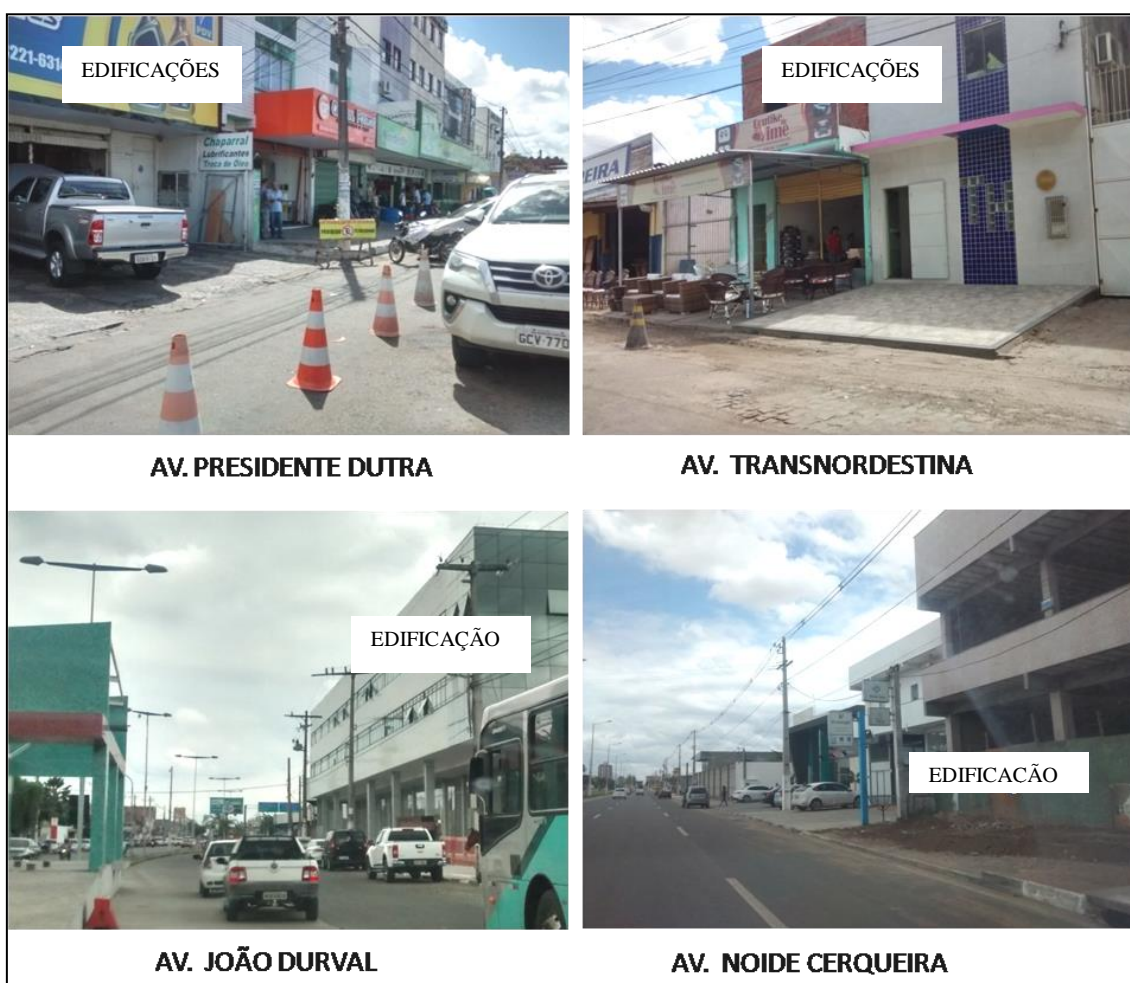 221-631
EDIFICAÇÕES
Chaparral
Lubrificantes
Troca de Óleo
GCV-770
AV. PRESIDENTE DUTRA
EDIFICAÇÕES
EIRA
AV. TRANSNORDESTINA
EDIFICAÇÃO
AV. JOÃO DURVAL
EDIFICACÃO
AV. NOIDE CERQUEIRA